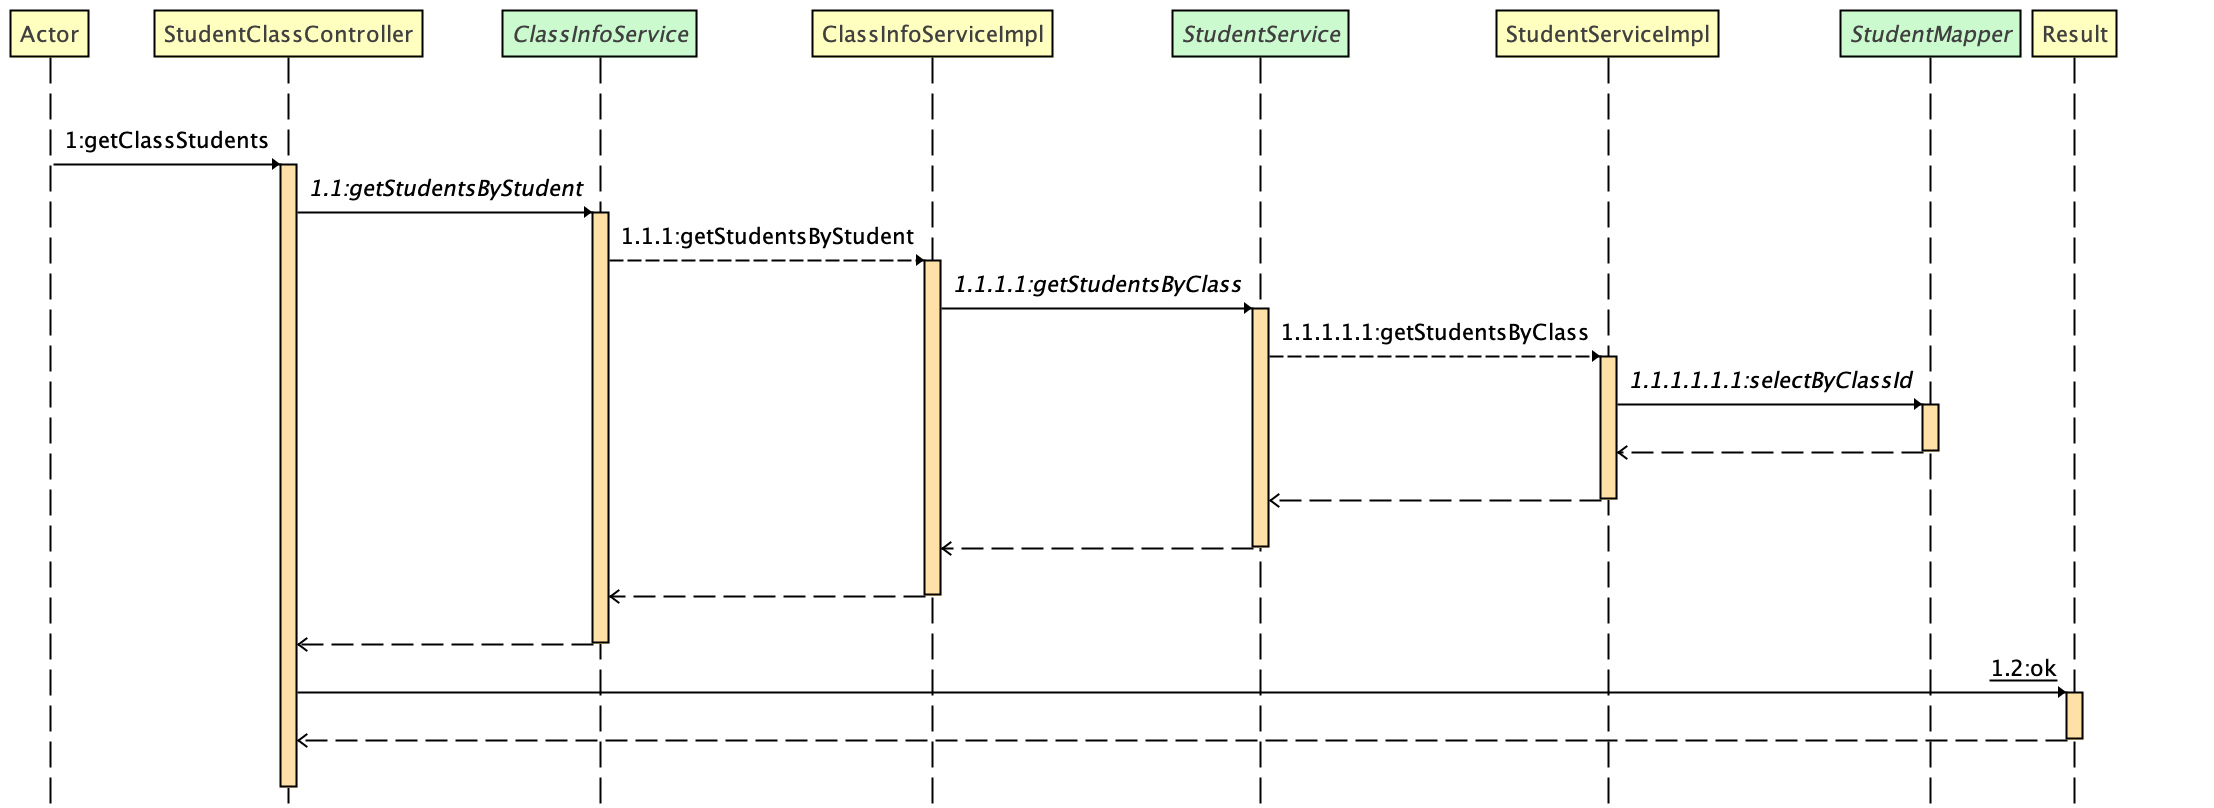 Actor
StudentClassController
ClassInfoService
ClassInfoServiceImpl
StudentService
StudentServiceImpl
StudentMapper
Result
1:getClassStudents
1.1:getStudentsByStudent
1.1.1:getStudentsByStudent
1.1.1.1:getStudentsByClass
1.1.1.1.1:getStudentsByClass
1.1.1.1.1.1:selectByClassId
1.2:ok